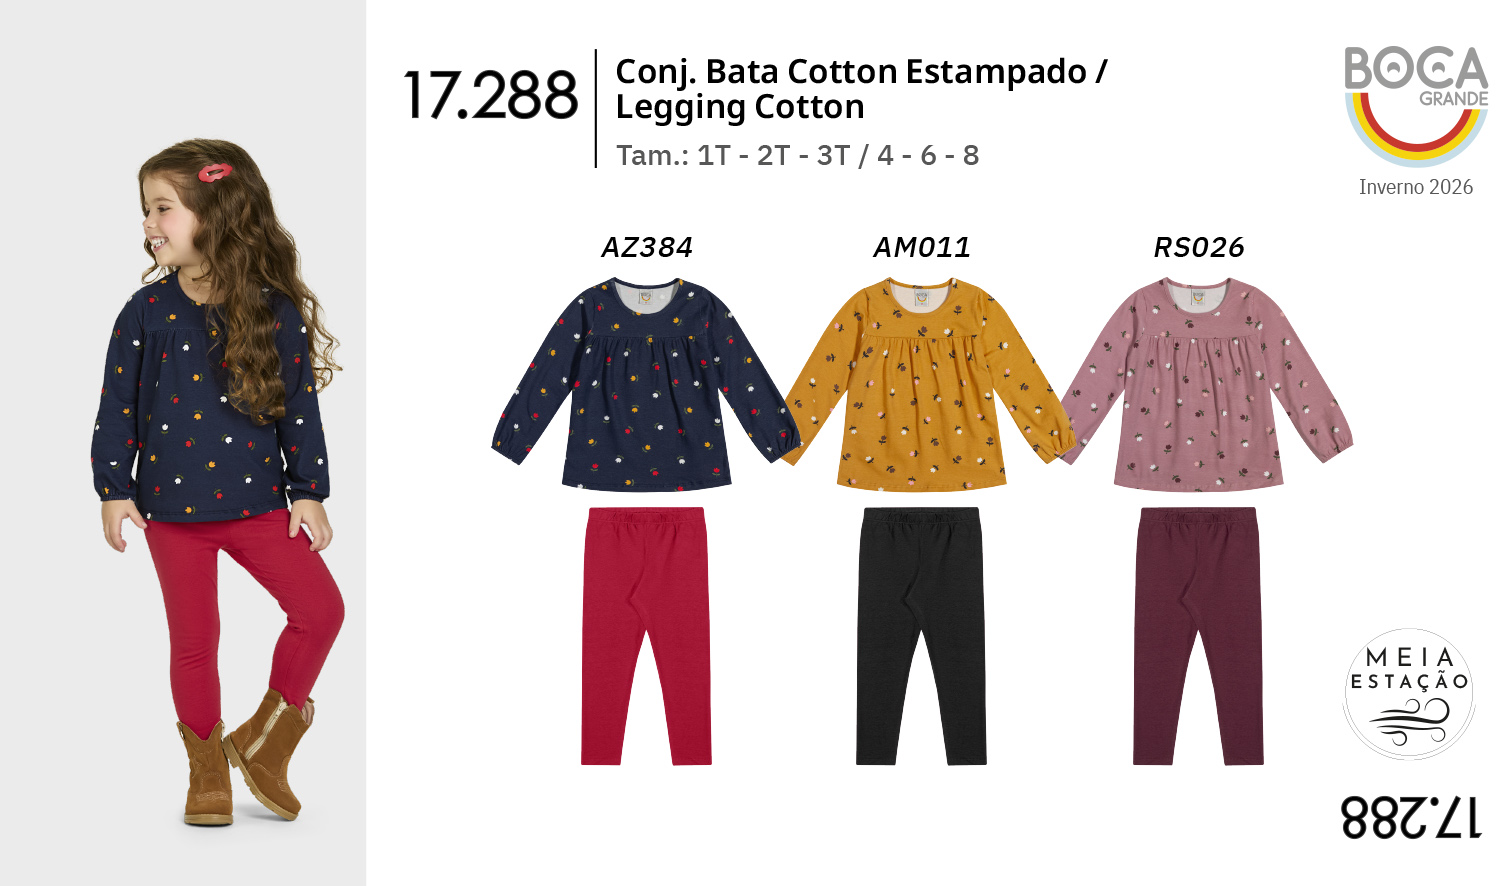 17.288
Conj. Bata Cotton Estampado /
Legging Cotton
Tam.: 1T - 2T - 3T / 4 - 6 - 8
BOCA
GRANDE
Inverno 2026
AZ384
AM011
RS026
MEIA
ESTAÇÃO
17.288